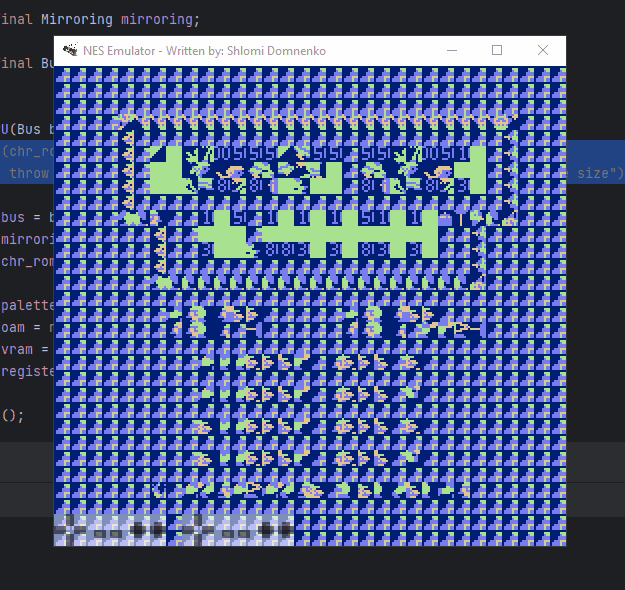 inal Mirroring mirroring;
NES Emulator - Written by: Shlomi Domnenko
inal Bu
U(Bus b
(chr_ro
throw
size")
bus = b
mirrori
chr_rom
palette
oam = n
vram =
registe
();